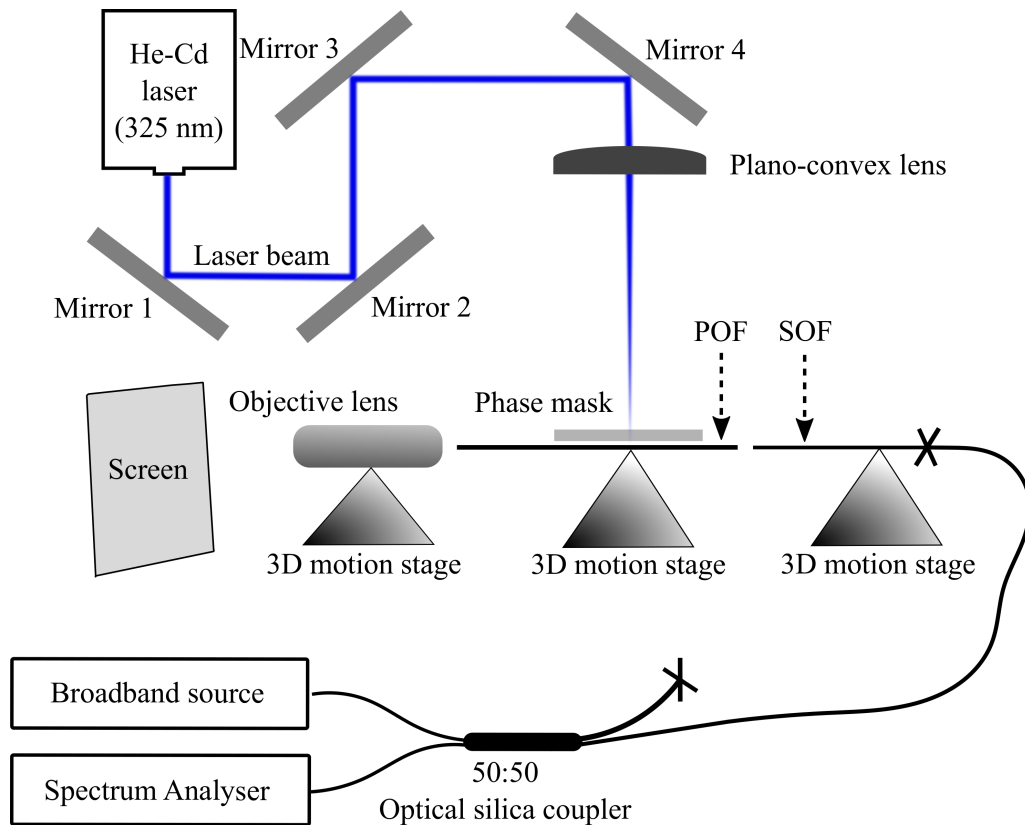 He-Cd
laser
(325 nm)
Mirror 3
Mirror 4
Plano-convex lens
Laser beam
Mirror 1
Mirror 2
POF
SOF
Objective lens
Phase mask
Screen
3D motion stage
3D motion stage
3D motion stage
Broadband source
Spectrum Analyser
50:50
Optical silica coupler